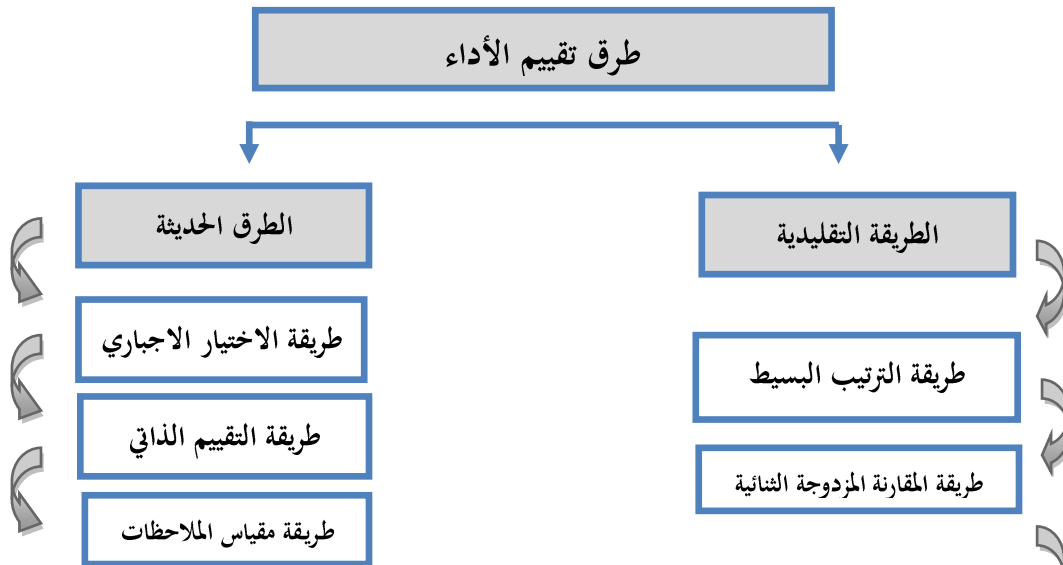 طرق تقييم الأداء
الطريقة التقليدية
طريقة الترتيب البسيط
طريقة المقارنة المزدوجة الثنائية
الطرق الحديثة
طريقة الاختيار الاجباري
طريقة التقييم الذاتي
طريقة مقياس الملاحظات